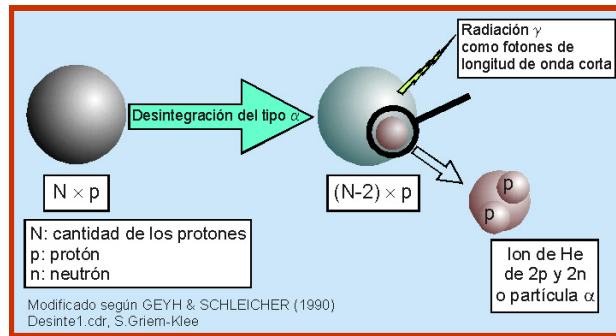 Radiación γ
como fotones de
longitud de onda corta
Desintegración del tipo α
N × p
(N-2) × p
p
p
N: cantidad de los protones
p: protón
n: neutrón
Ion de He
de 2p y 2n
o partícula α
Modificado según GEYH & SCHLEICHER (1990)
Desinte1.cdr, S.Griem-Klee